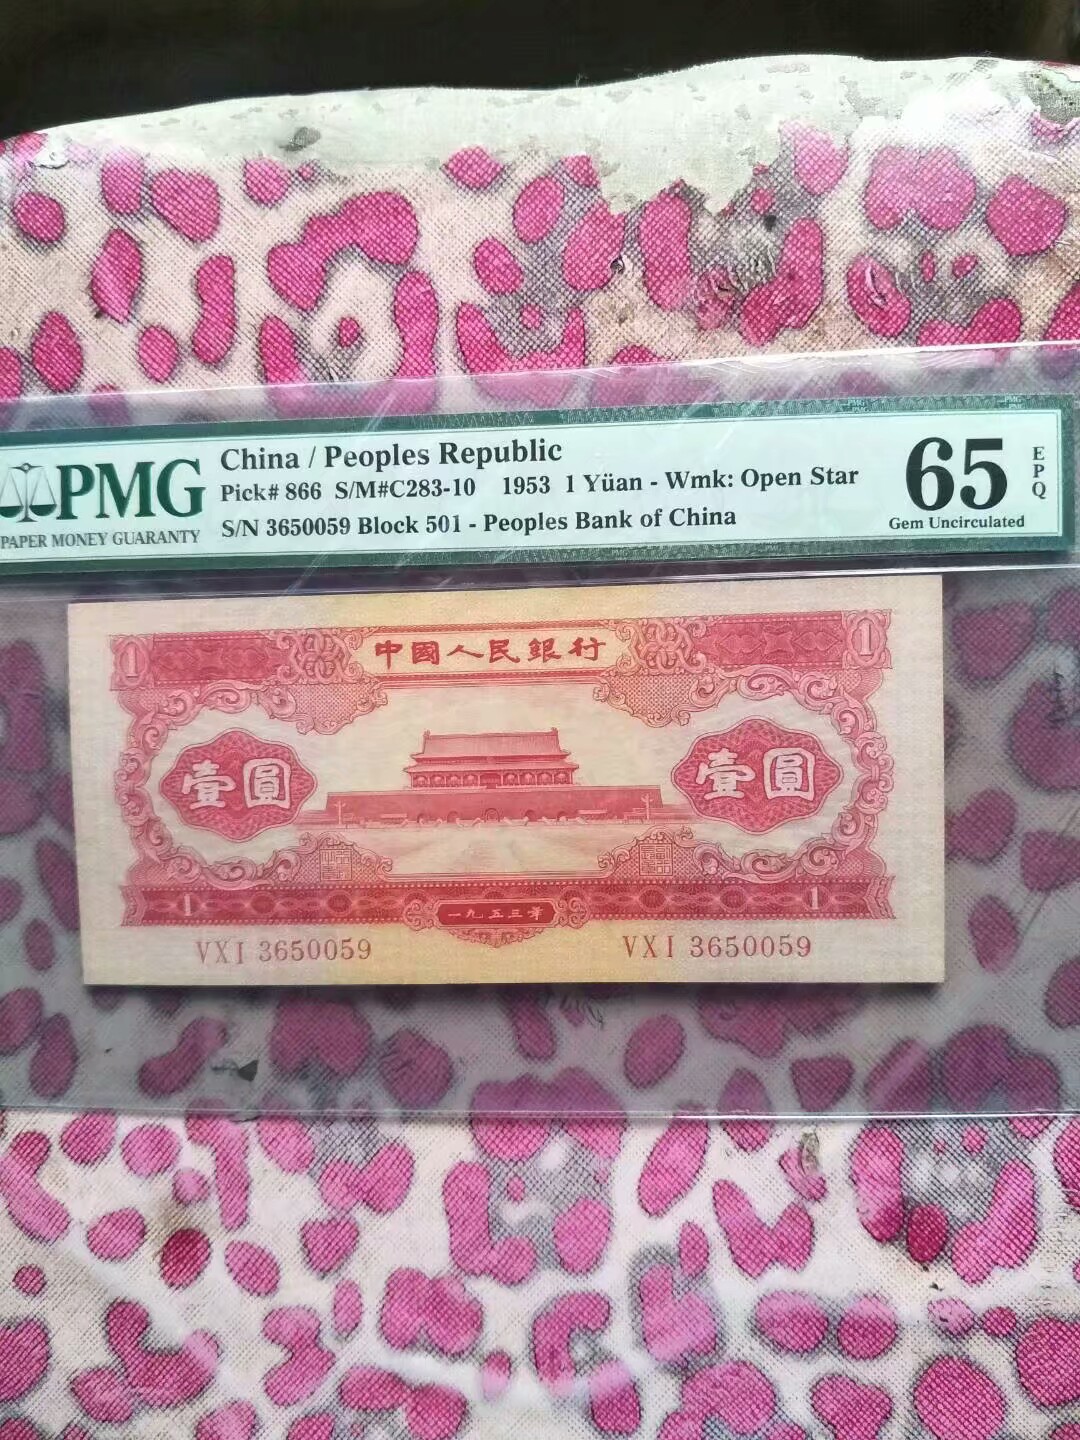 China / Peoples Republic
PMG
Pick# 866 S/M#C283-10 1953 1 Yüan - Wmk: Open Star
65
EPQ
PAPER MONEY GUARANTY
S/N 3650059 Block 501 - Peoples Bank of China
Gem Uncirculated
1
中國人民銀行
1
壹圓
壹圓
1
一九五三年
1
VXI 3650059
VXI 3650059